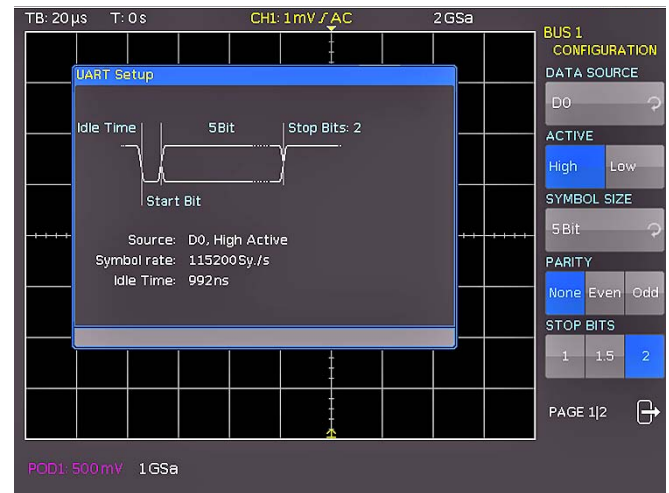 TB: 20µs T: 0s CH1: 1mV ∫ AC 2GSa
BUS 1
CONFIGURATION
DATA SOURCE
D0
ACTIVE
High Low
SYMBOL SIZE
5Bit
PARITY
None Even Odd
STOP BITS
1 1.5 2
PAGE 1|2
UART Setup
Idle Time 5Bit Stop Bits: 2
Start Bit
Source: D0, High Active
Symbol rate: 115200Sy./s
Idle Time: 992ns
POD1: 500mV 1GSa